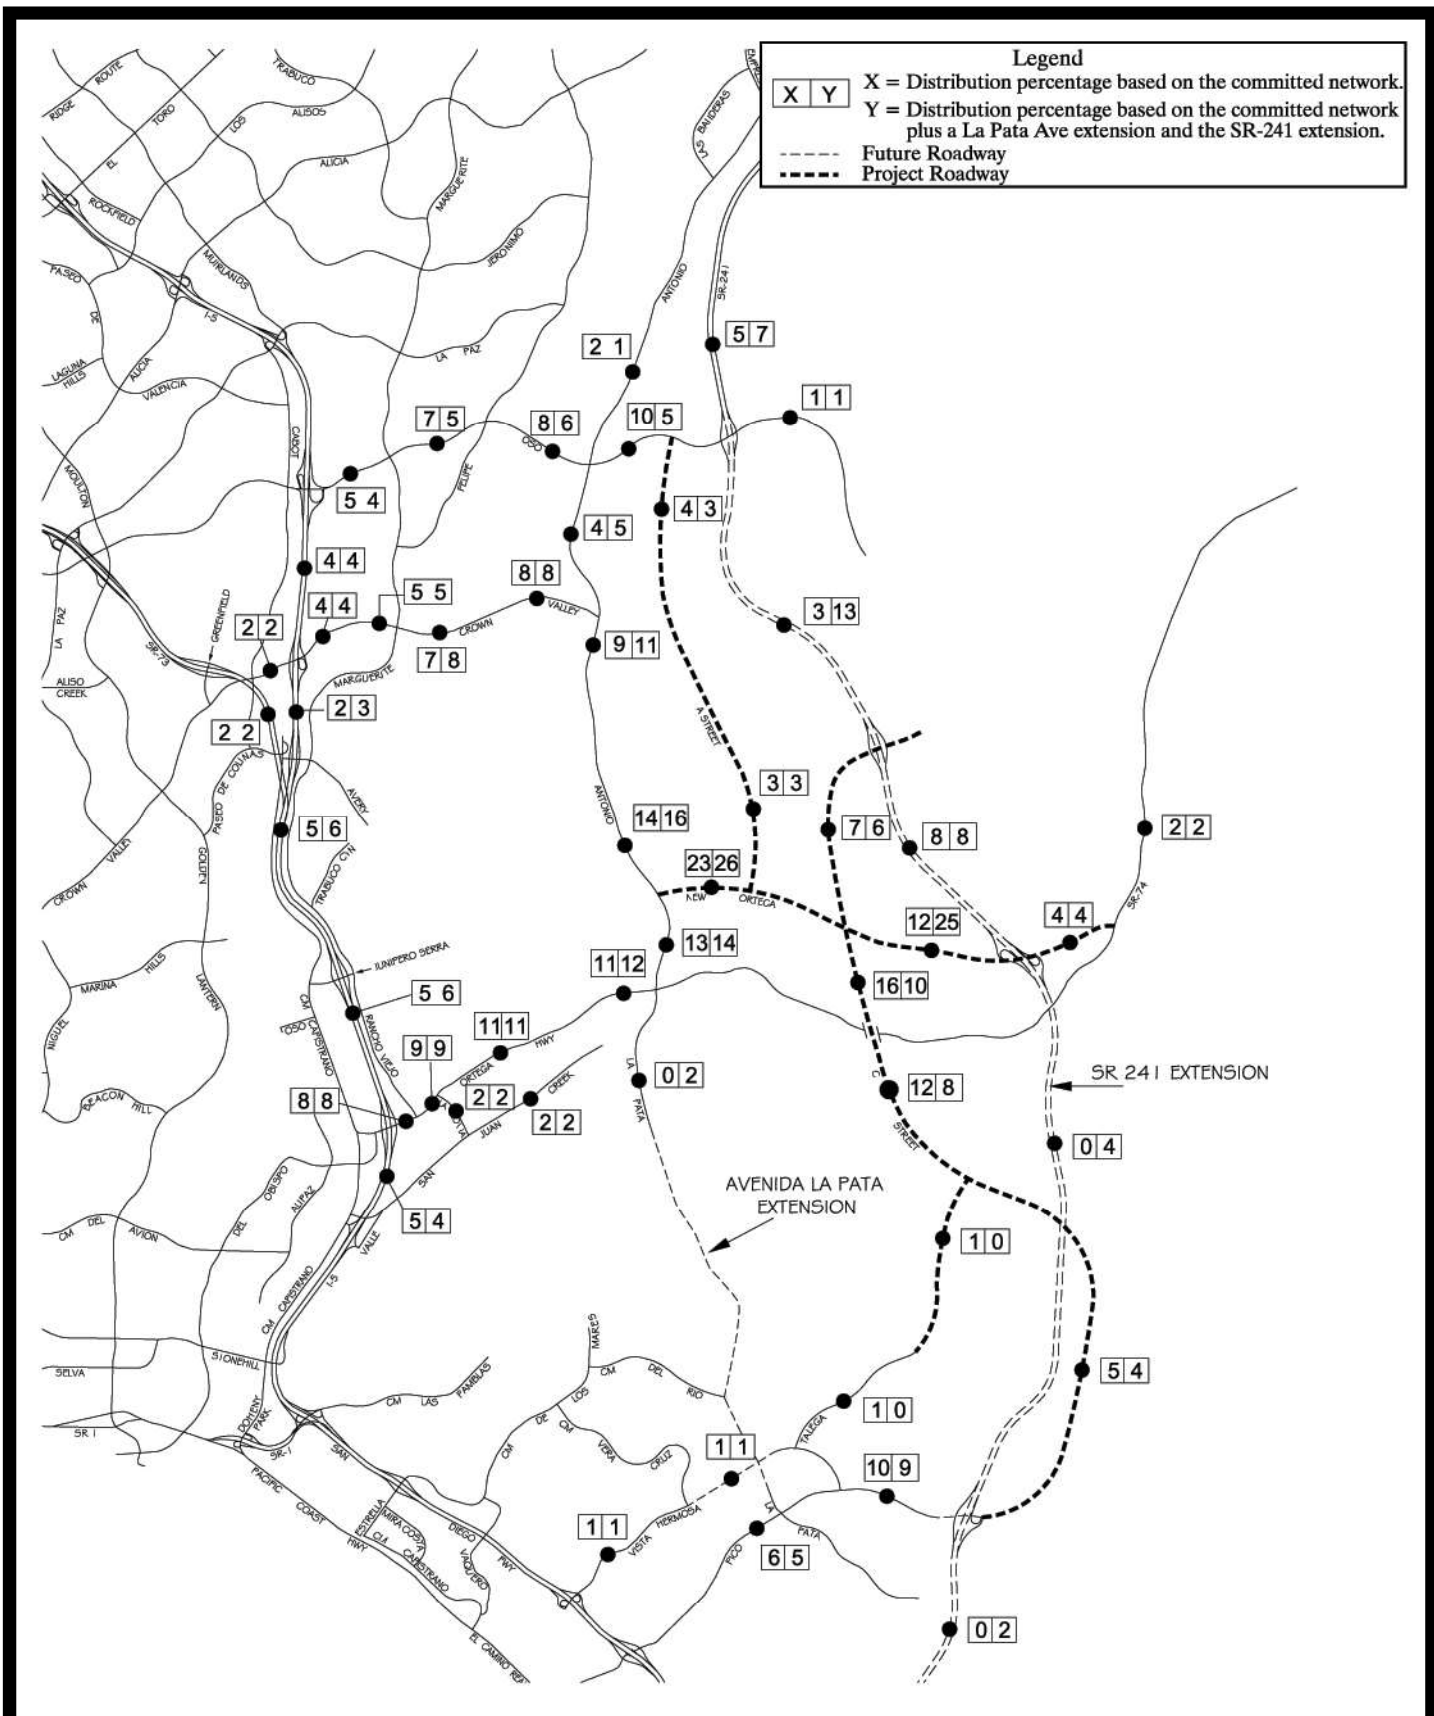 Legend
X Y
X = Distribution percentage based on the committed network.
Y = Distribution percentage based on the committed network
plus a La Pata Ave extension and the SR-241 extension.
Future Roadway
Project Roadway
RIDGE ROUTE
TRABUCO
EL TORO
LOS ALISOS
ALICIA
MARGUERITE
LAS BANDERAS
ROCKFIELD
MUIRLANDS
JERONIMO
ANTONIO
SR-241
PASEO DE
I-5
LAGUNA
HILLS
ALICIA
VALENCIA
LA PAZ
2 1
5 7
1 1
7 5
8 6
10 5
OSO
CABOT
FELIPE
MOULTON
5 4
4 3
4 5
4 4
5 5
8 8
VALLEY
CROWN
4 4
2 2
3 13
GREENFIELD
LA PAZ
SR-73
7 8
9 11
ALISO
CREEK
MARGUERITE
2 3
2 2
A STREET
PASEO DE COLINAS
AVERY
ANTONIO
3 3
5 6
14 16
7 6
8 8
2 2
CROWN VALLEY
GOLDEN
TRABUCO CYN
23 26
NEW ORTEGA
12 25
4 4
SR-74
JUNIPERO SERRA
13 14
11 12
16 10
MARINA HILLS
LANTERN
NIGUEL
CM CAPISTRANO
OSO
5 6
RANCHO VIEJO
9 9
11 11
ORTEGA HWY
2 2
CREEK
LA PATA
0 2
C STREET
12 8
SR 241 EXTENSION
BEACON HILL
8 8
2 2
SAN JUAN
0 4
AVENIDA LA PATA
EXTENSION
DEL OBISPO
ALIPAZ
5 4
VALLE
CM DEL AVION
1 0
CM CAPISTRANO
I-5
STONEHILL
SELVA
MARES
CM DEL RIO
5 4
CM LAS RAMBLAS
CM DE LOS
TALEGA
1 0
SR 1
DOHENY
PARK
SR-1
SAN DIEGO FWY
CM VERA CRUZ
1 1
10 9
PACIFIC COAST HWY
ESTRELLA
MIRA COSTA
CAPISTRANO
VAQUERO
VISTA HERMOSA
1 1
LA PATA
PICO
6 5
0 2